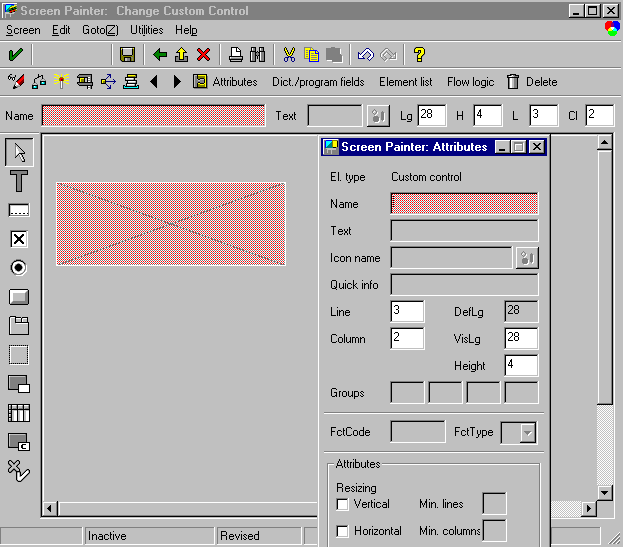 Screen Painter: Change Custom Control
Screen Edit Goto(Z) Utilities Help
Attributes Dict./program fields Element list Flow logic Delete
Name Text Lg 28 H 4 L 3 Cl 2
Screen Painter: Attributes
El. type Custom control
Name
Text
Icon name
Quick info
Line 3 DefLg 28
Column 2 VisLg 28
Height 4
Groups
FctCode FctType
Attributes
Resizing
Vertical Min. lines
Horizontal Min. columns
Inactive Revised